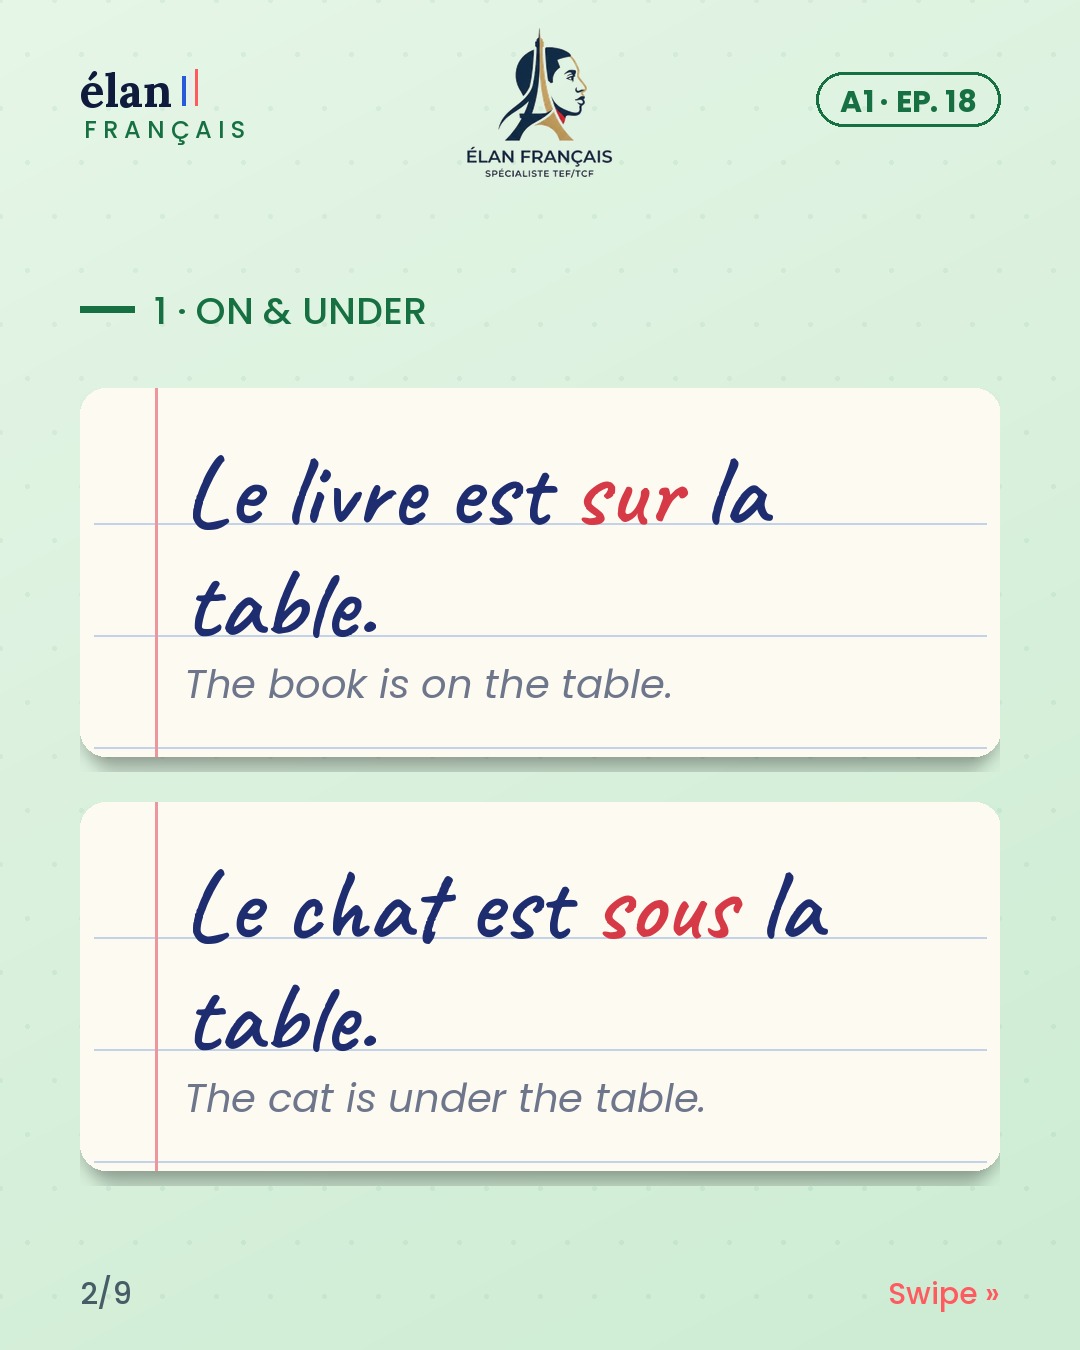 élan
FRANÇAIS
ÉLAN FRANÇAIS
SPÉCIALISTE TEF/TCF
A1 · EP. 18
1 · ON & UNDER
Le livre est sur la
table.
The book is on the table.
Le chat est sous la
table.
The cat is under the table.
2/9
Swipe »